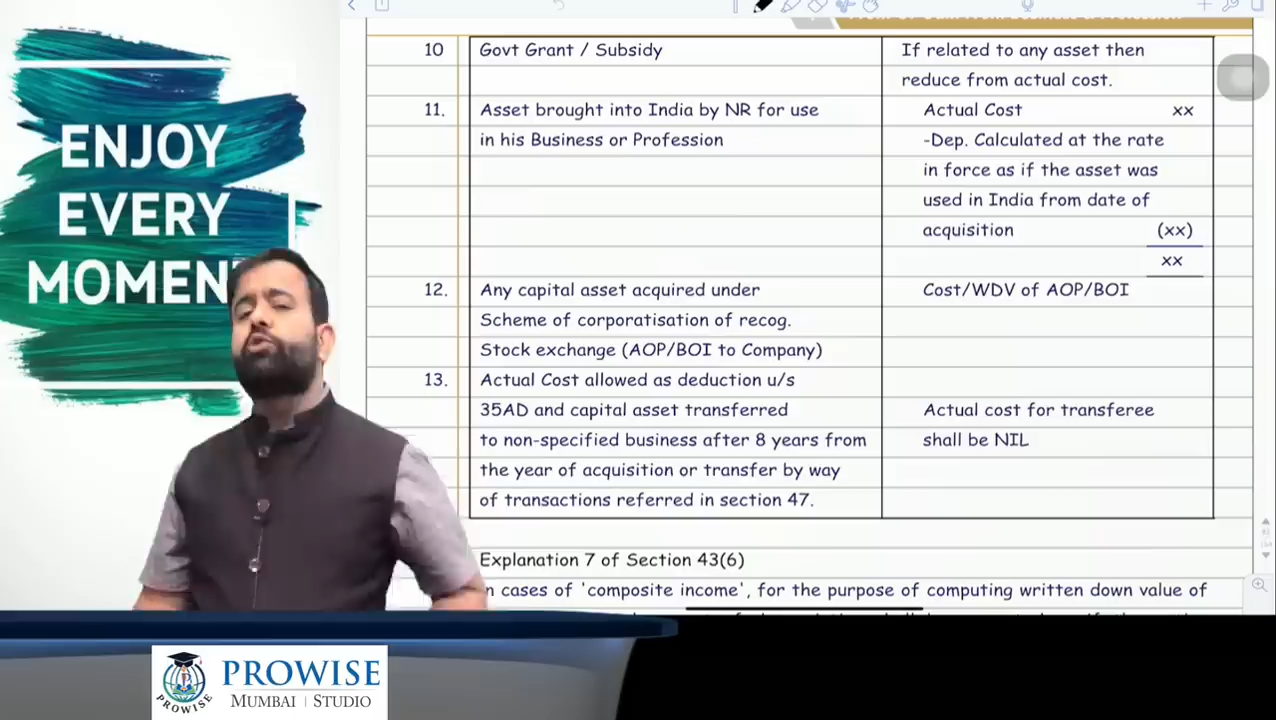 ENJOY
EVERY
MOMEN
10 Govt Grant / Subsidy If related to any asset then
reduce from actual cost.
11. Asset brought into India by NR for use Actual Cost xx
in his Business or Profession -Dep. Calculated at the rate
in force as if the asset was
used in India from date of
acquisition (xx)
xx
12. Any capital asset acquired under Cost/WDV of AOP/BOI
Scheme of corporatisation of recog.
Stock exchange (AOP/BOI to Company)
13. Actual Cost allowed as deduction u/s
35AD and capital asset transferred Actual cost for transferee
to non-specified business after 8 years from shall be NIL
the year of acquisition or transfer by way
of transactions referred in section 47.
Explanation 7 of Section 43(6)
n cases of 'composite income', for the purpose of computing written down value of
PROWISE
MUMBAI | STUDIO
PROWISE